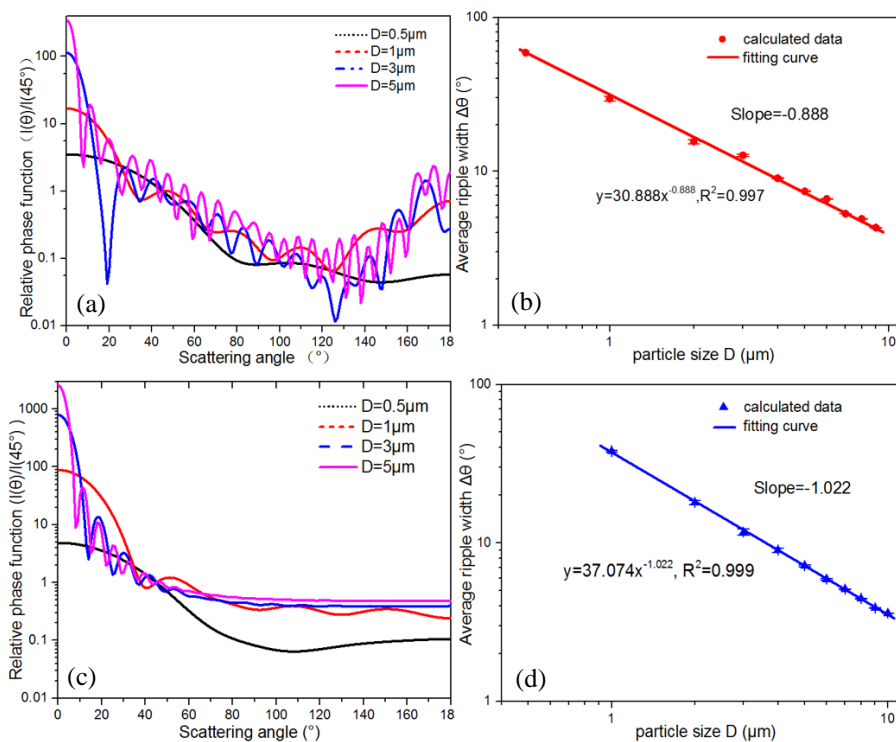 Relative phase function （I(θ)/I(45°)）
100
10
1
0.1
0.01
D=0.5μm
D=1μm
D=3μm
D=5μm
(a)
0 20 40 60 80 100 120 140 160 180
Scattering angle （°）
Average ripple width Δθ (°)
100
10
1
calculated data
fitting curve
Slope=-0.888
y=30.888x^-0.888,R²=0.997
(b)
1 10
particle size D (μm)
Relative phase function (I(θ)/I(45°) )
1000
100
10
1
0.1
0.01
D=0.5μm
D=1μm
D=3μm
D=5μm
(c)
0 20 40 60 80 100 120 140 160 18
Scattering angle (°)
Average ripple width Δθ (°)
100
10
1
calculated data
fitting curve
Slope=-1.022
y=37.074x^-1.022, R²=0.999
(d)
1 10
particle size D (μm)